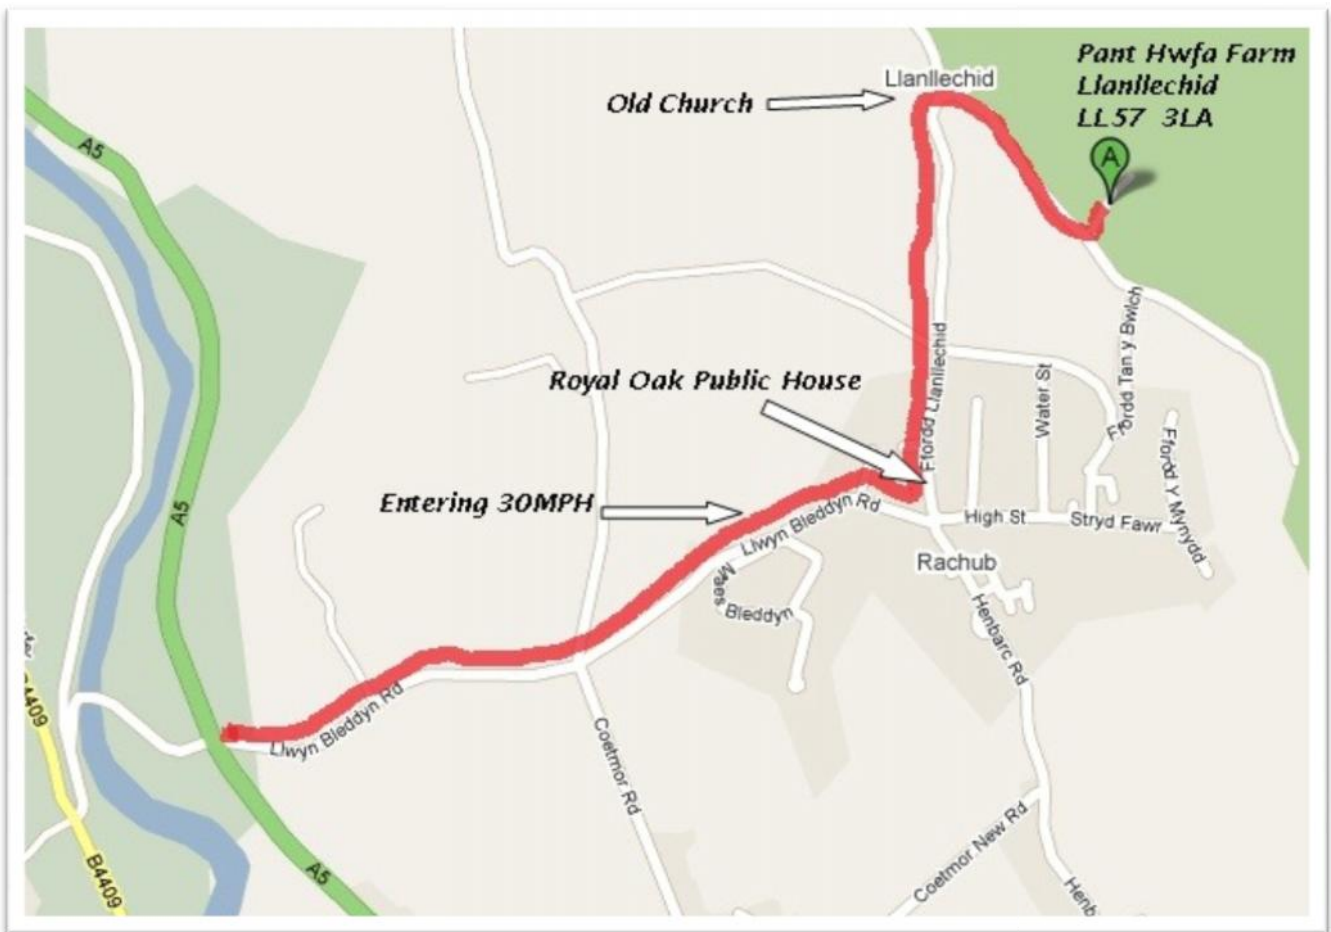 Pant Hwfa Farm
Llanllechid
LL57 3LA
A
Llanllechid
Old Church
A5
Ffordd Tan y Bwlch
Ffordd Llanllechid
Water St
Royal Oak Public House
Ffordd Y Mynydd
Entering 30MPH
A5
Llwyn Bleddyn Rd
High St
Stryd Fawr
Rachub
Maes Bleddyn
Henbarc Rd
B4409
Llwyn Bleddyn Rd
Coetmor Rd
Coetmor New Rd
B4409
A5
Henb